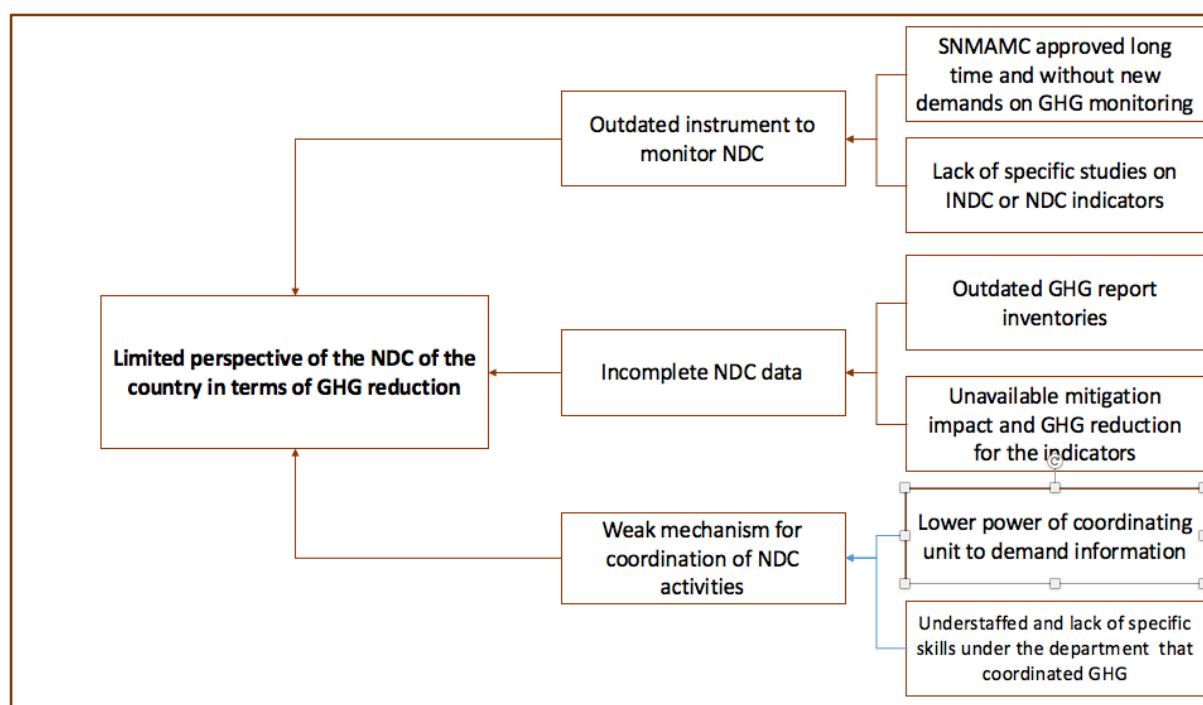 SNMAMC approved long
time and without new
demands on GHG monitoring
Outdated instrument to
monitor NDC
Lack of specific studies on
INDC or NDC indicators
Outdated GHG report
inventories
Limited perspective of the NDC of the
country in terms of GHG reduction
Incomplete NDC data
Unavailable mitigation
impact and GHG reduction
for the indicators
Weak mechanism for
coordination of NDC
activities
Lower power of coordinating
unit to demand information
Understaffed and lack of specific
skills under the department that
coordinated GHG